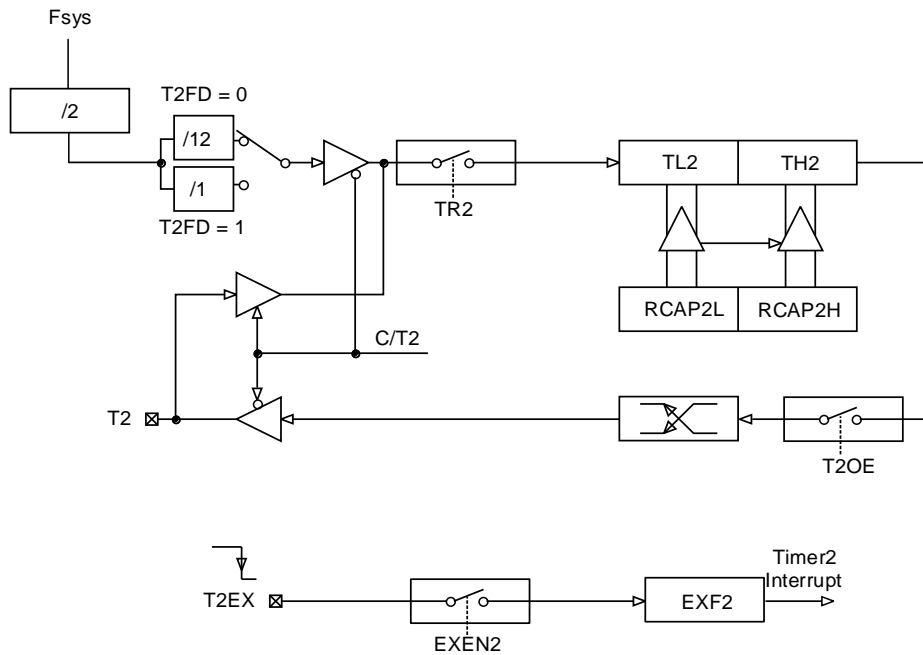 Fsys
/2
T2FD = 0
/12
/1
T2FD = 1
TR2
TL2
TH2
RCAP2L
RCAP2H
C/T2
T2
T2OE
T2EX
EXEN2
EXF2
Timer2
Interrupt